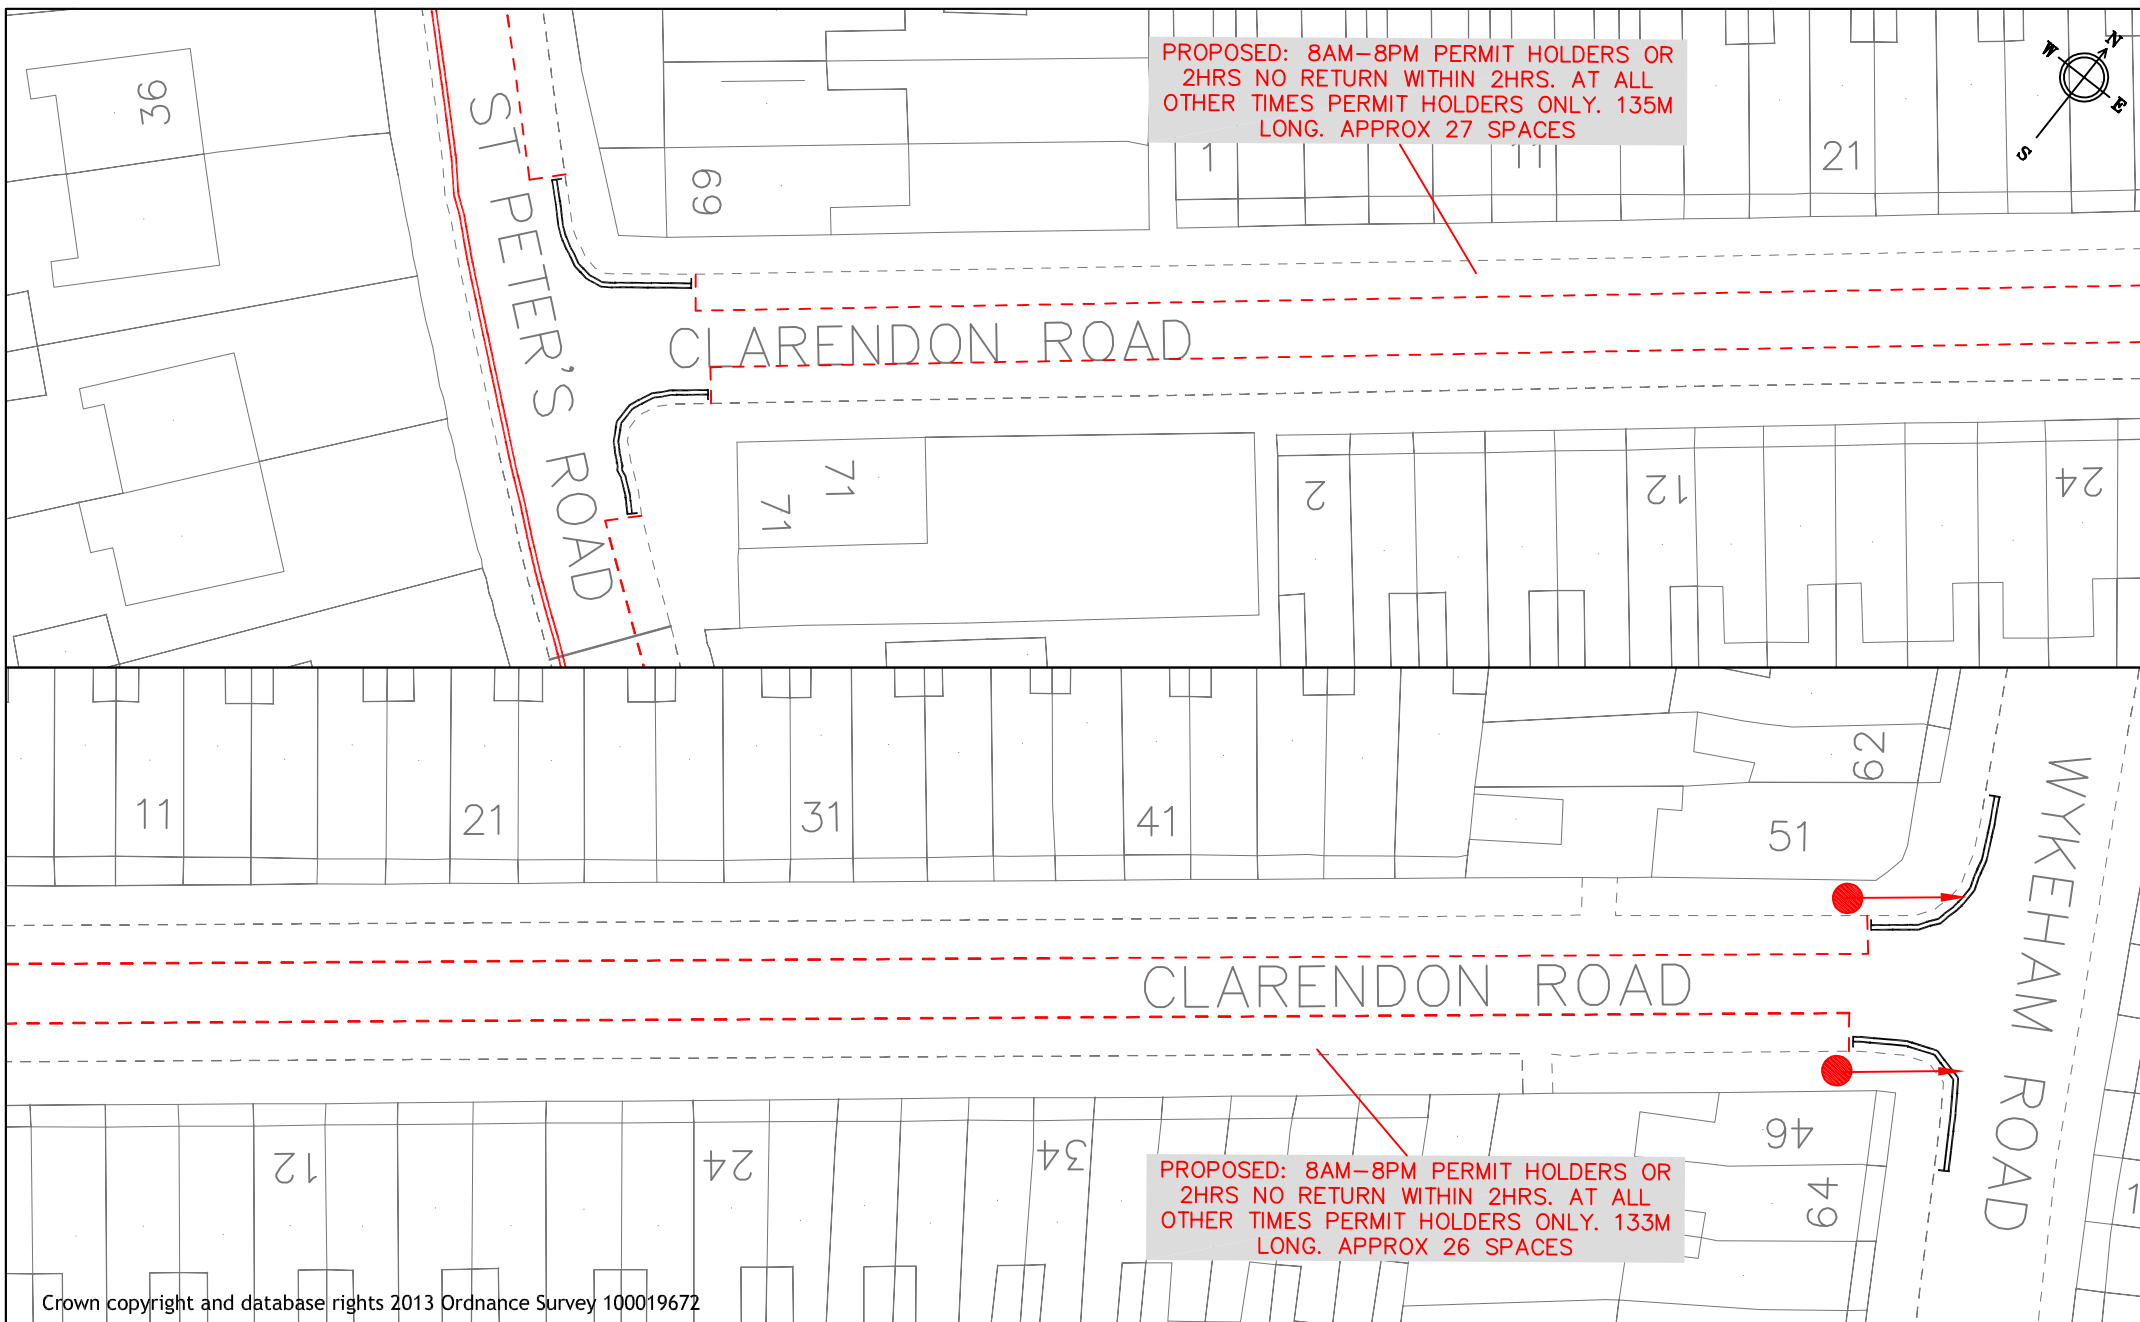 PROPOSED: 8AM-8PM PERMIT HOLDERS OR
2HRS NO RETURN WITHIN 2HRS. AT ALL
OTHER TIMES PERMIT HOLDERS ONLY. 135M
LONG. APPROX 27 SPACES
N
W
E
S
36
69
1
11
21
ST PETER'S ROAD
CLARENDON ROAD
71
71
2
12
24
11
21
31
41
62
51
WYKEHAM ROAD
CLARENDON ROAD
12
24
34
46
64
1
PROPOSED: 8AM-8PM PERMIT HOLDERS OR
2HRS NO RETURN WITHIN 2HRS. AT ALL
OTHER TIMES PERMIT HOLDERS ONLY. 133M
LONG. APPROX 26 SPACES
Crown copyright and database rights 2013 Ordnance Survey 100019672